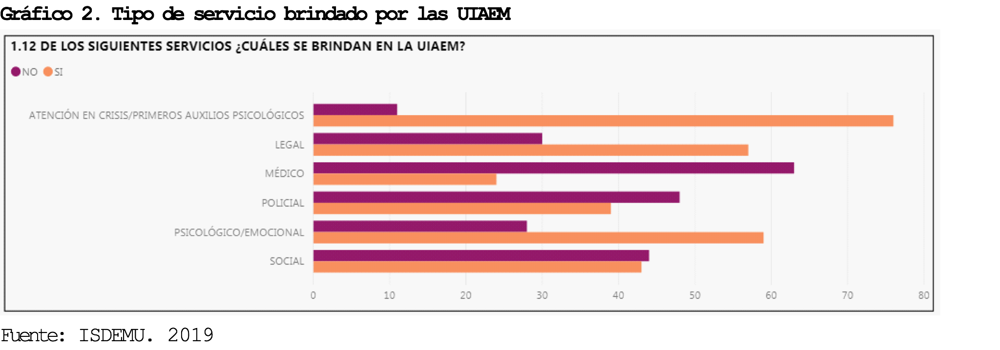 Gráfico 2. Tipo de servicio brindado por las UIAEM
1.12 DE LOS SIGUIENTES SERVICIOS ¿CUÁLES SE BRINDAN EN LA UIAEM?
NO SI
ATENCIÓN EN CRISIS/PRIMEROS AUXILIOS PSICOLÓGICOS
LEGAL
MÉDICO
POLICIAL
PSICOLÓGICO/EMOCIONAL
SOCIAL
0 10 20 30 40 50 60 70 80
Fuente: ISDEMU. 2019